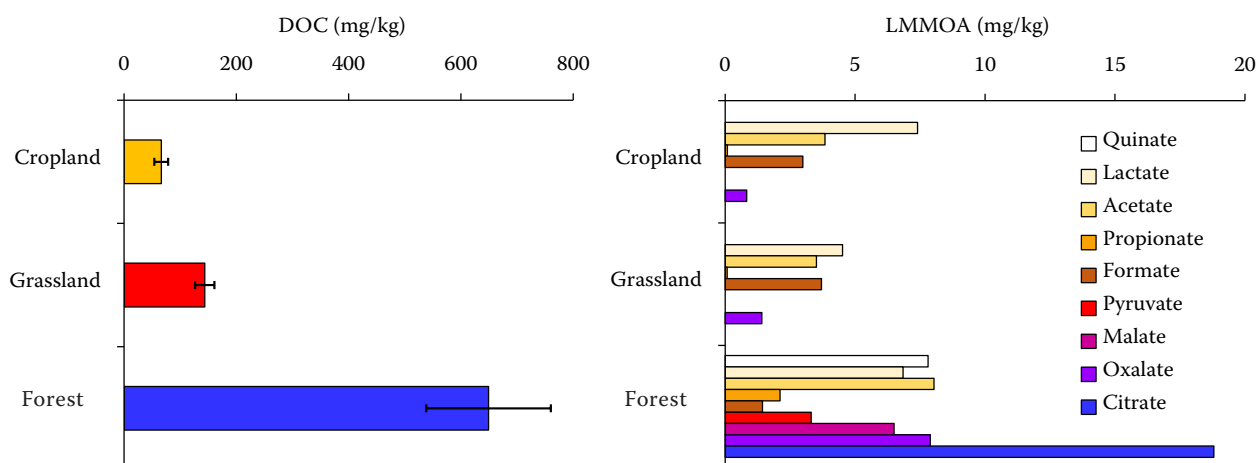 DOC (mg/kg)
0 200 400 600 800
Cropland
Grassland
Forest
LMMOA (mg/kg)
0 5 10 15 20
Cropland
Grassland
Forest
Quinate
Lactate
Acetate
Propionate
Formate
Pyruvate
Malate
Oxalate
Citrate